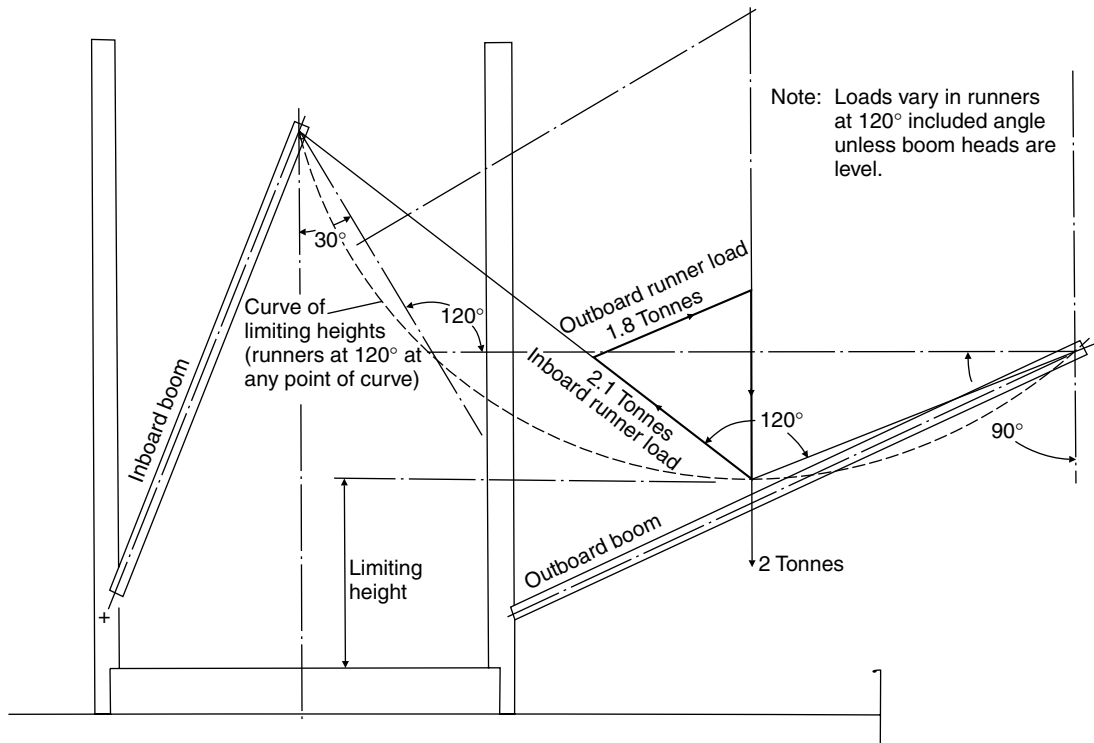 Note: Loads vary in runners
at 120° included angle
unless boom heads are
level.
30°
Outboard runner load
1.8 Tonnes
Curve of
limiting heights
(runners at 120° at
any point of curve)
120°
2.1 Tonnes
Inboard runner load
Inboard boom
120°
90°
Outboard boom
2 Tonnes
Limiting
height
+